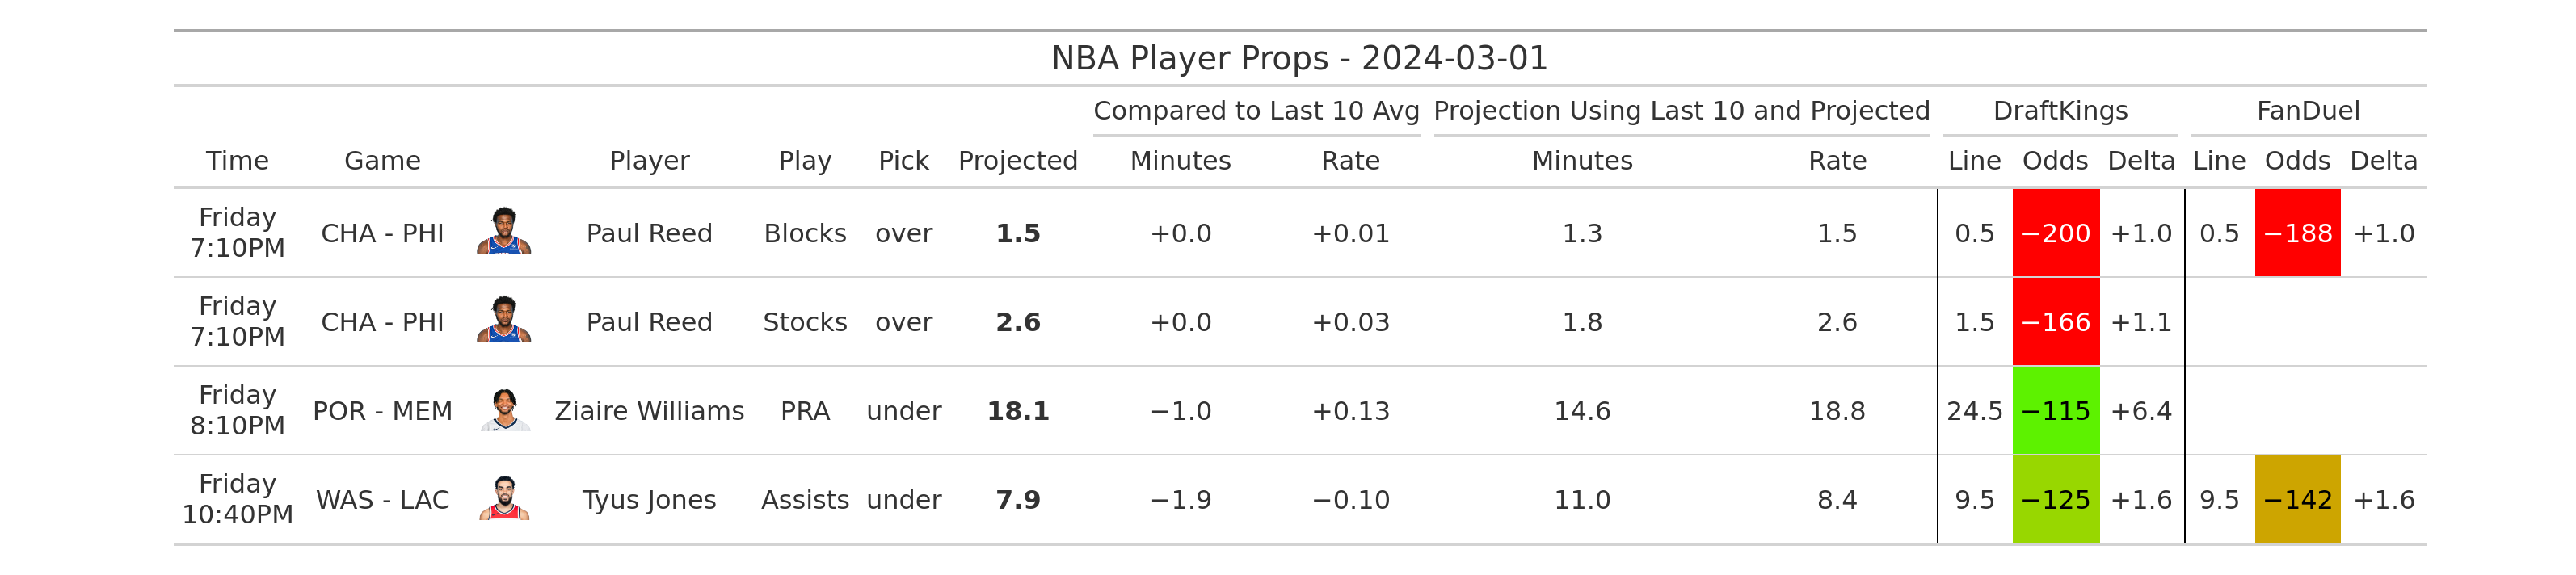 NBA Player Props - 2024-03-01
Compared to Last 10 Avg Projection Using Last 10 and Projected DraftKings FanDuel
Time Game Player Play Pick Projected Minutes Rate Minutes Rate Line Odds Delta Line Odds Delta
Friday
7:10PM CHA - PHI Paul Reed Blocks over 1.5 +0.0 +0.01 1.3 1.5 0.5 −200 +1.0 0.5 −188 +1.0
Friday
7:10PM CHA - PHI Paul Reed Stocks over 2.6 +0.0 +0.03 1.8 2.6 1.5 −166 +1.1
Friday
8:10PM POR - MEM Ziaire Williams PRA under 18.1 −1.0 +0.13 14.6 18.8 24.5 −115 +6.4
Friday
10:40PM WAS - LAC Tyus Jones Assists under 7.9 −1.9 −0.10 11.0 8.4 9.5 −125 +1.6 9.5 −142 +1.6